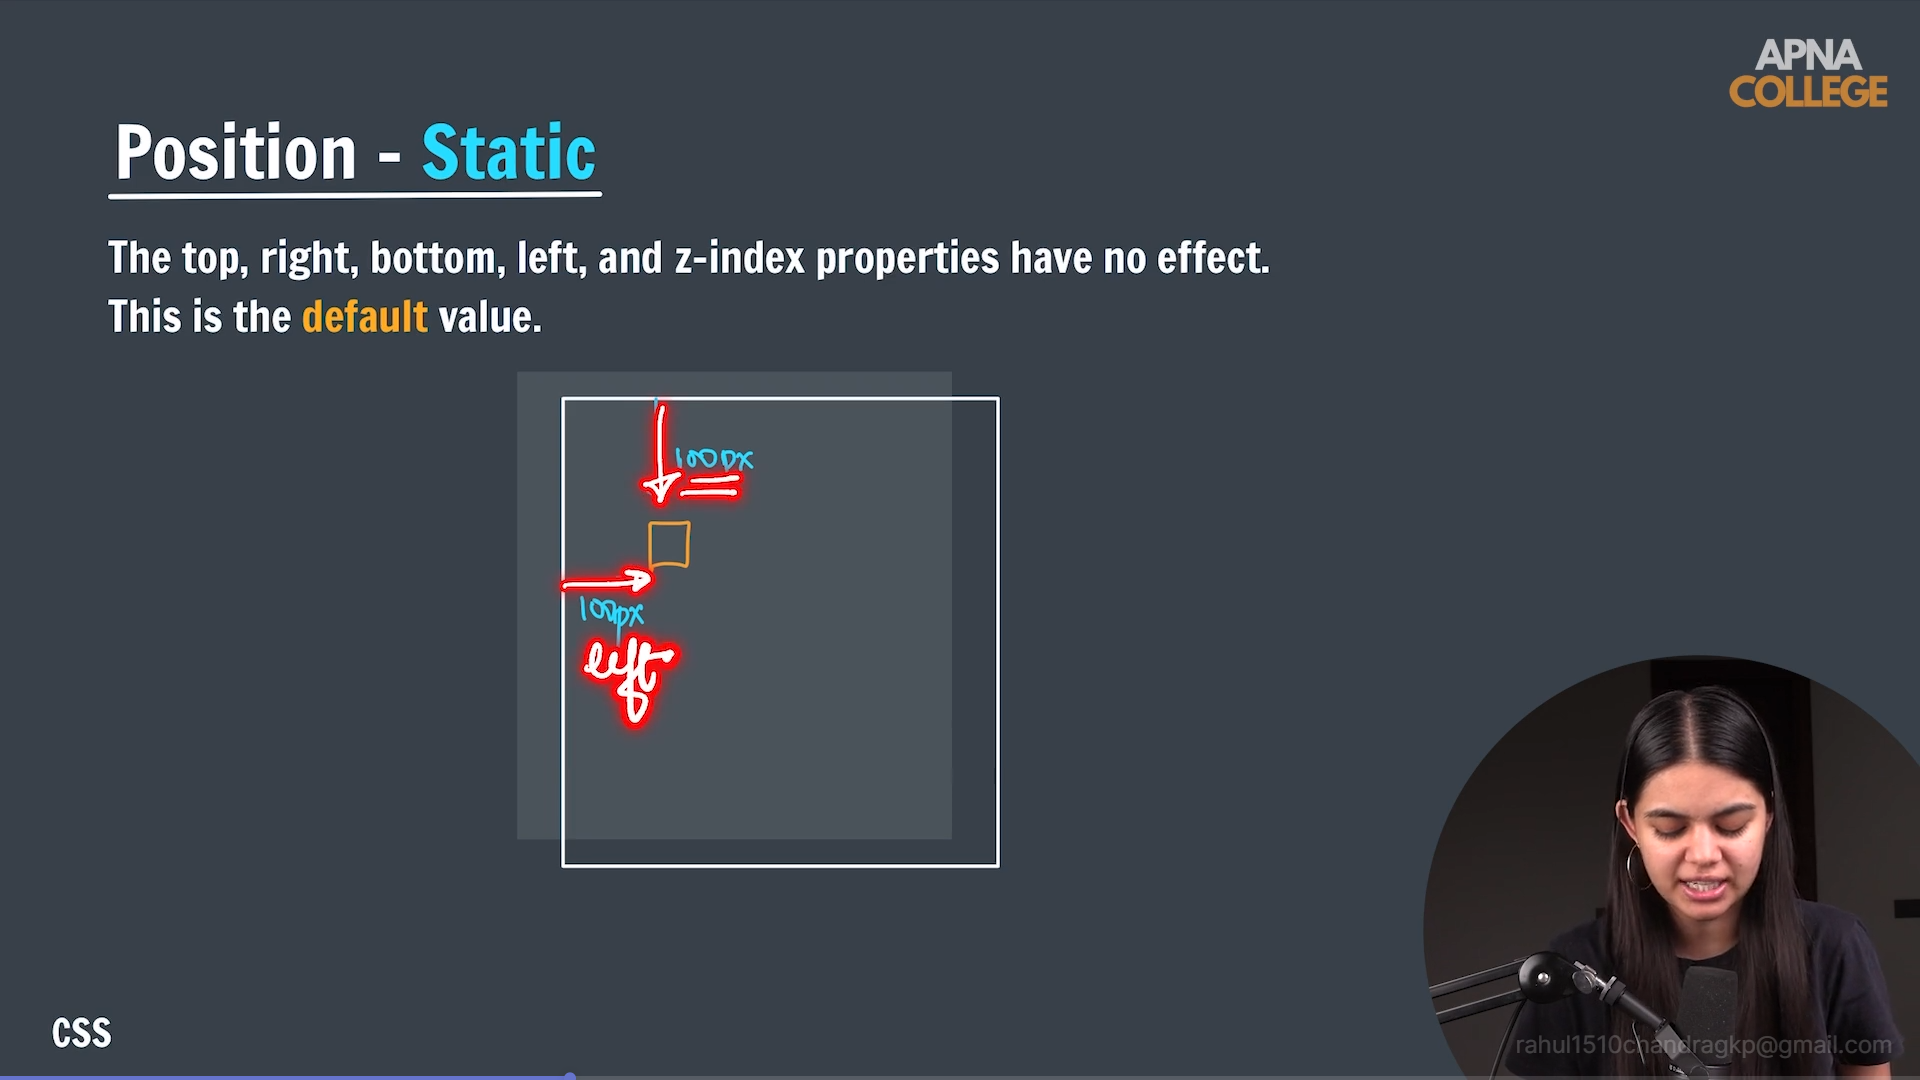 APNA
COLLEGE
Position - Static
The top, right, bottom, left, and z-index properties have no effect.
This is the default value.
100px
100px
left
CSS
rahul1510chandragkp@gmail.com